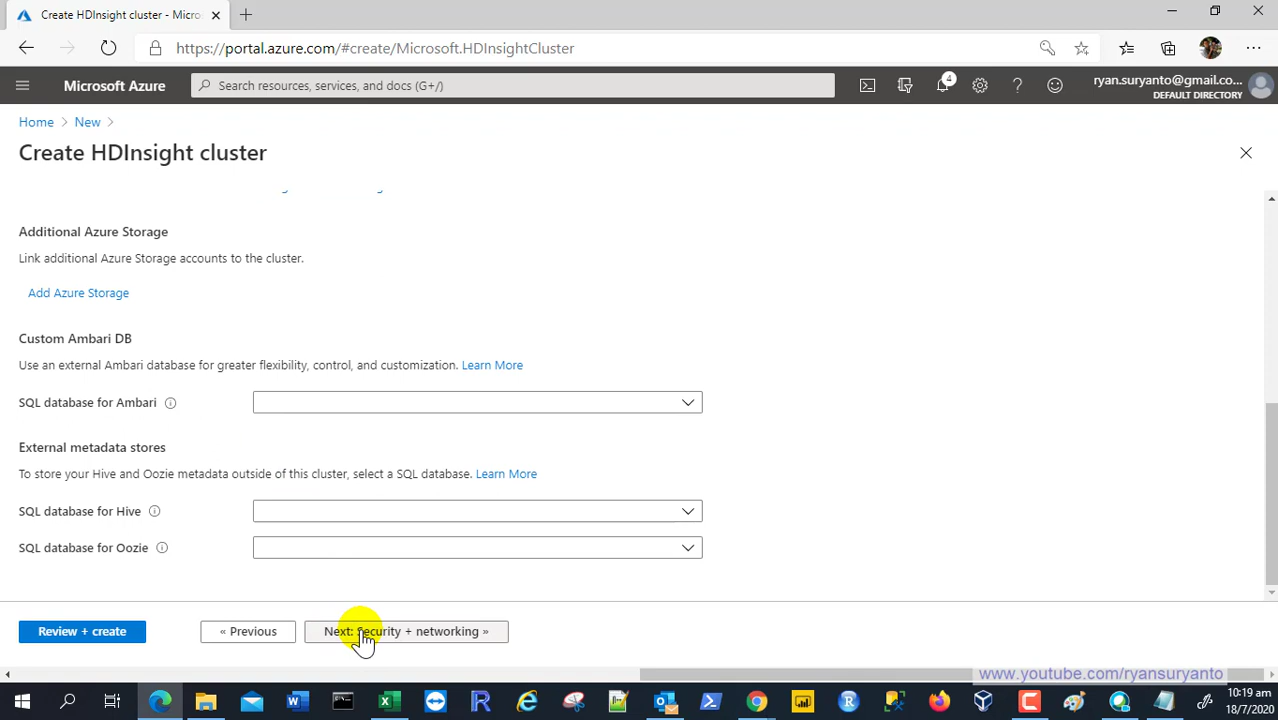 Create HDInsight cluster - Micro
https://portal.azure.com/#create/Microsoft.HDInsightCluster
Microsoft Azure
Search resources, services, and docs (G+/)
4
ryan.suryanto@gmail.co...
DEFAULT DIRECTORY
Home > New >
Create HDInsight cluster
Additional Azure Storage
Link additional Azure Storage accounts to the cluster.
Add Azure Storage
Custom Ambari DB
Use an external Ambari database for greater flexibility, control, and customization. Learn More
SQL database for Ambari
External metadata stores
To store your Hive and Oozie metadata outside of this cluster, select a SQL database. Learn More
SQL database for Hive
SQL database for Oozie
Review + create
« Previous
Next: Security + networking »
www.youtube.com/ryansuryanto
10:19 am
18/7/2020